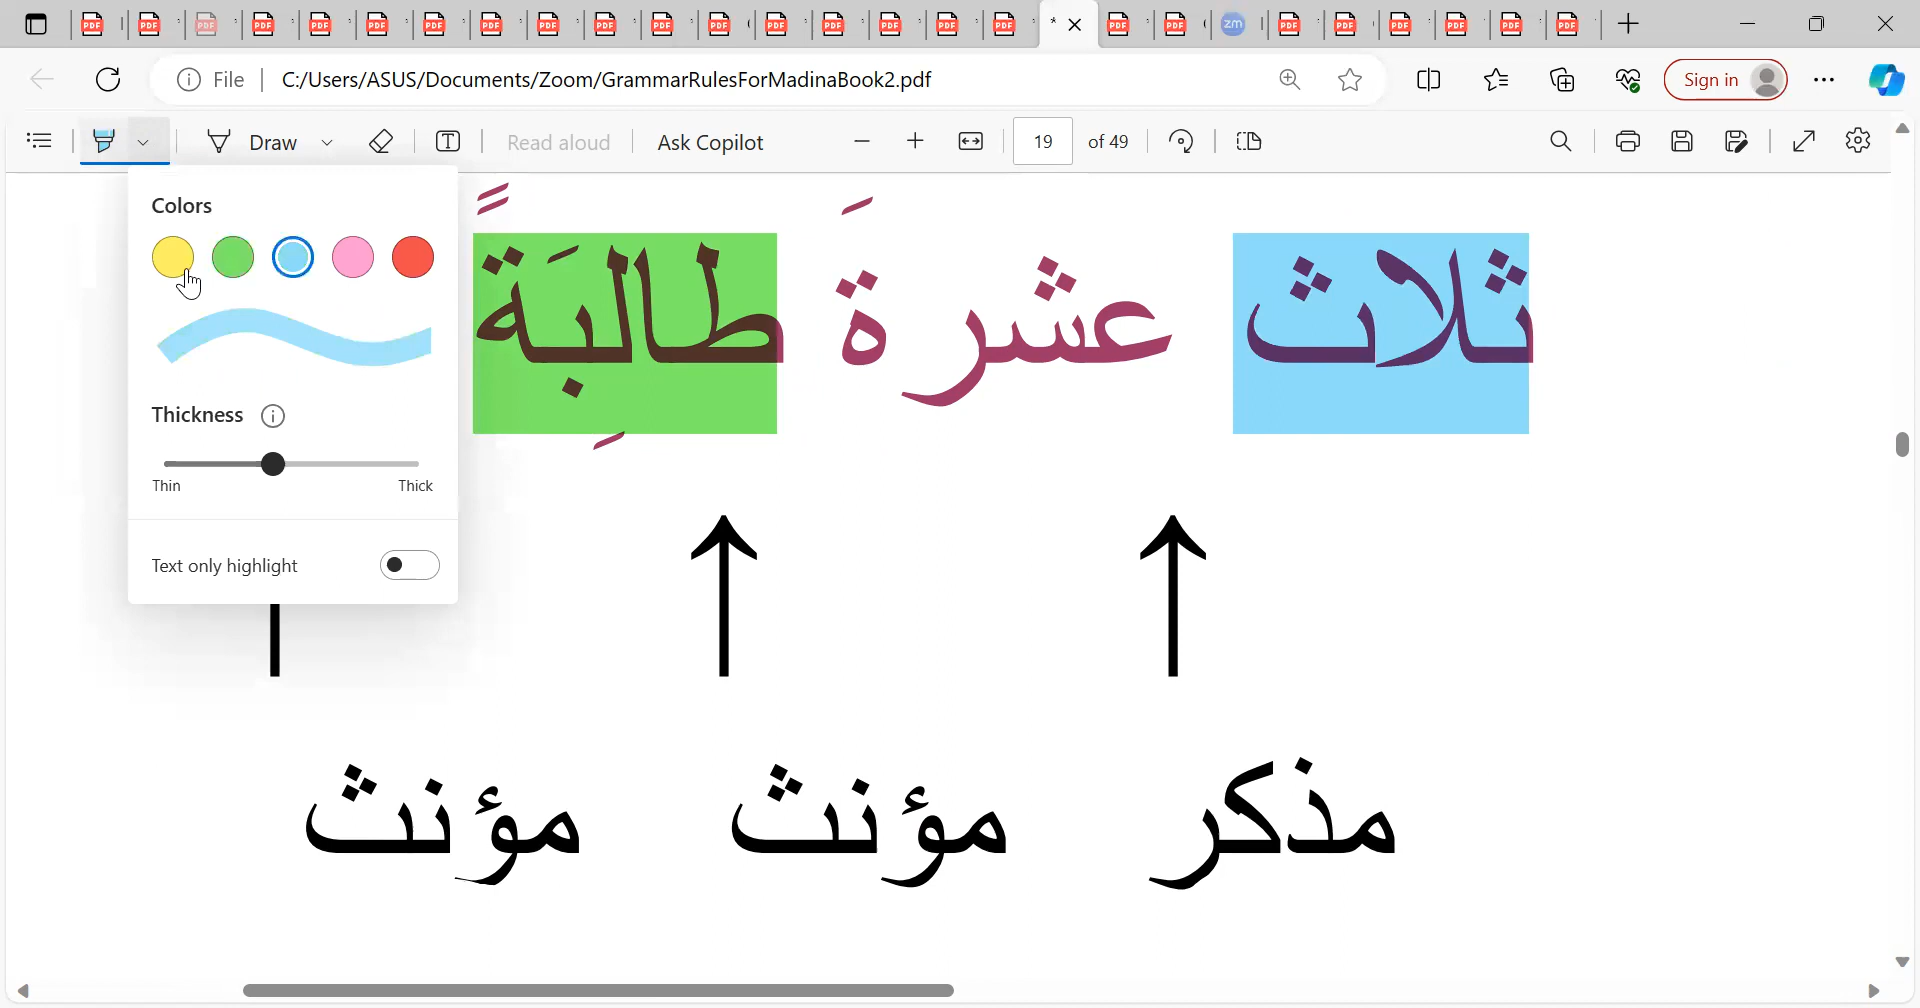 File
C:/Users/ASUS/Documents/Zoom/GrammarRulesForMadinaBook2.pdf
Sign in
Draw
Read aloud
Ask Copilot
19 of 49
Colors
Thickness
Thin
Thick
Text only highlight
ثلاث عشرةَ طالِبَةً
مذكر مؤنث مؤنث